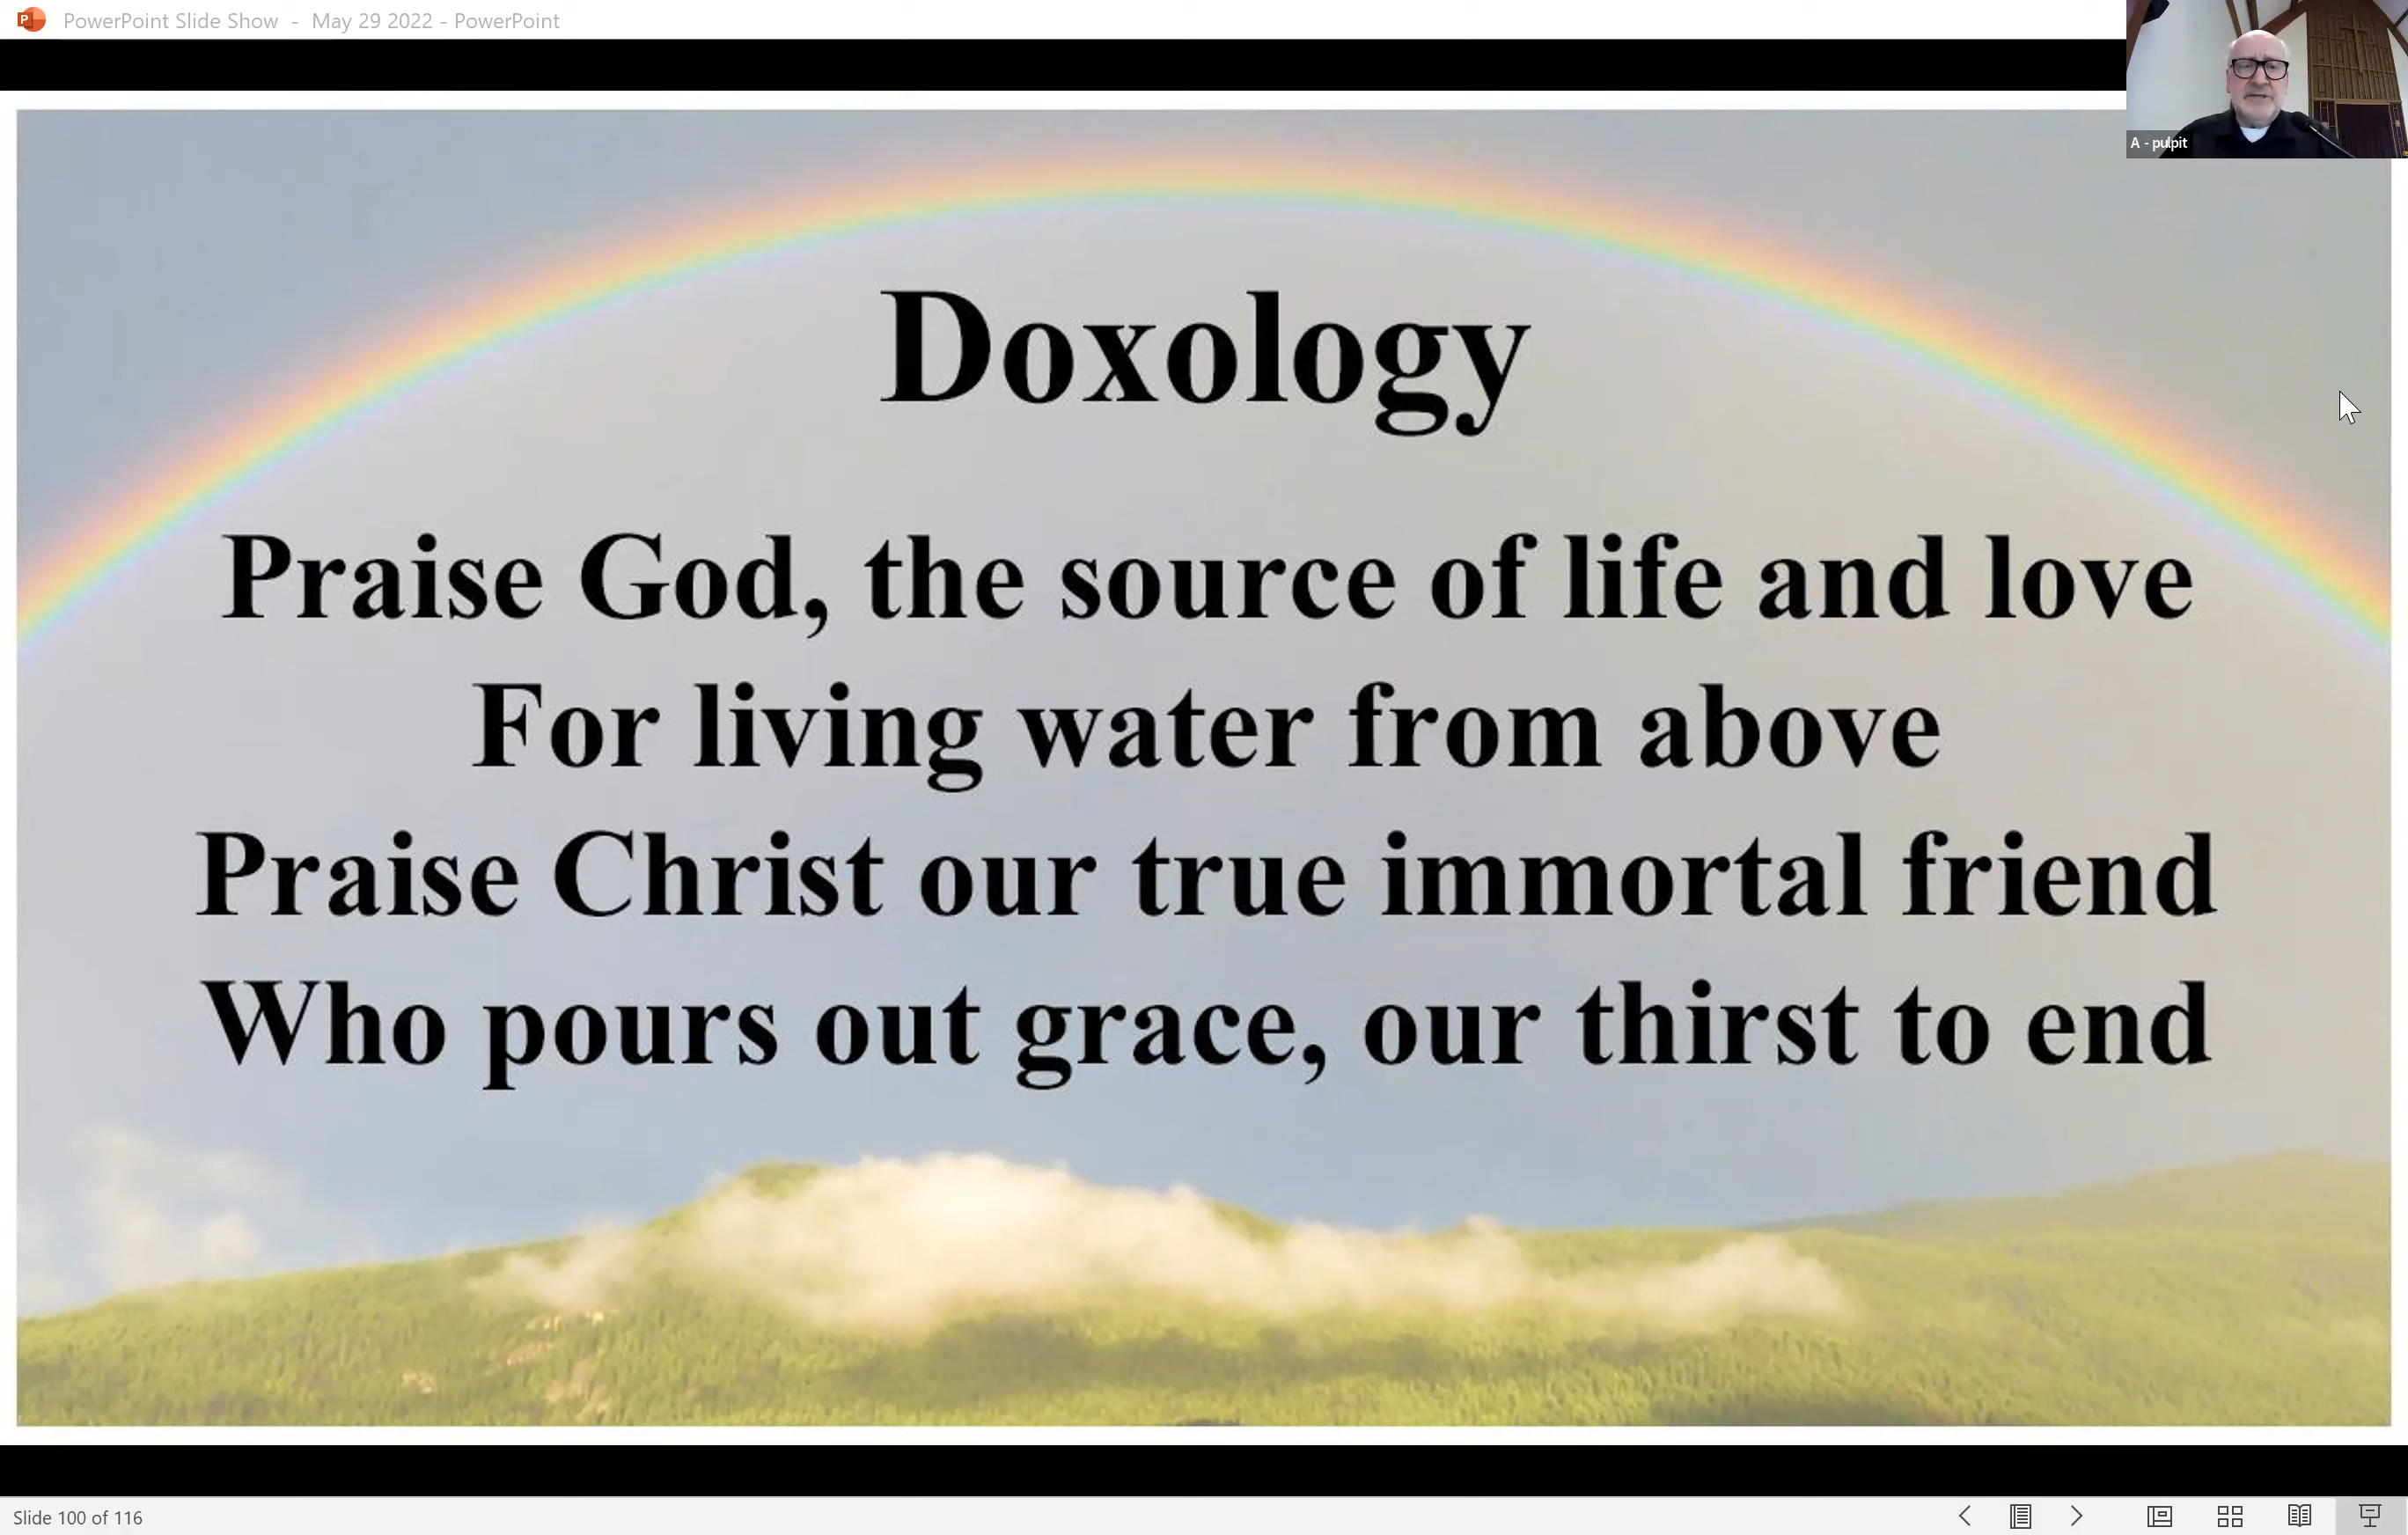 PowerPoint Slide Show - May 29 2022 - PowerPoint
A - pulpit
Doxology
Praise God, the source of life and love
For living water from above
Praise Christ our true immortal friend
Who pours out grace, our thirst to end
Slide 100 of 116